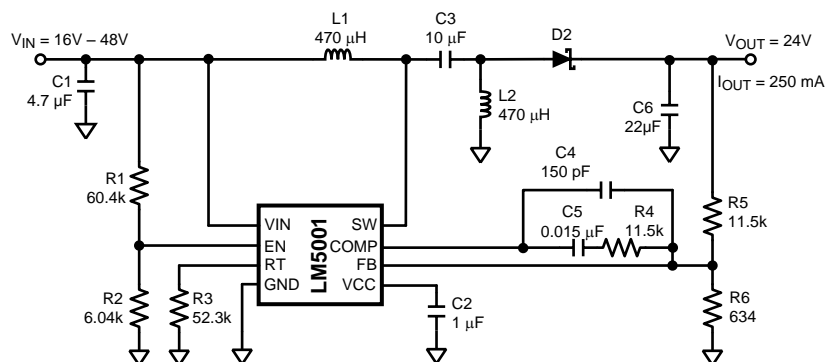 L1
470 μH
C3
10 μF
D2
VIN = 16V – 48V
VOUT = 24V
IOUT = 250 mA
C1
4.7 μF
L2
470 μH
C6
22μF
C4
150 pF
R1
60.4k
C5
0.015 μF
R4
11.5k
R5
11.5k
VIN
EN
RT
GND
LM5001
SW
COMP
FB
VCC
R2
6.04k
R3
52.3k
C2
1 μF
R6
634